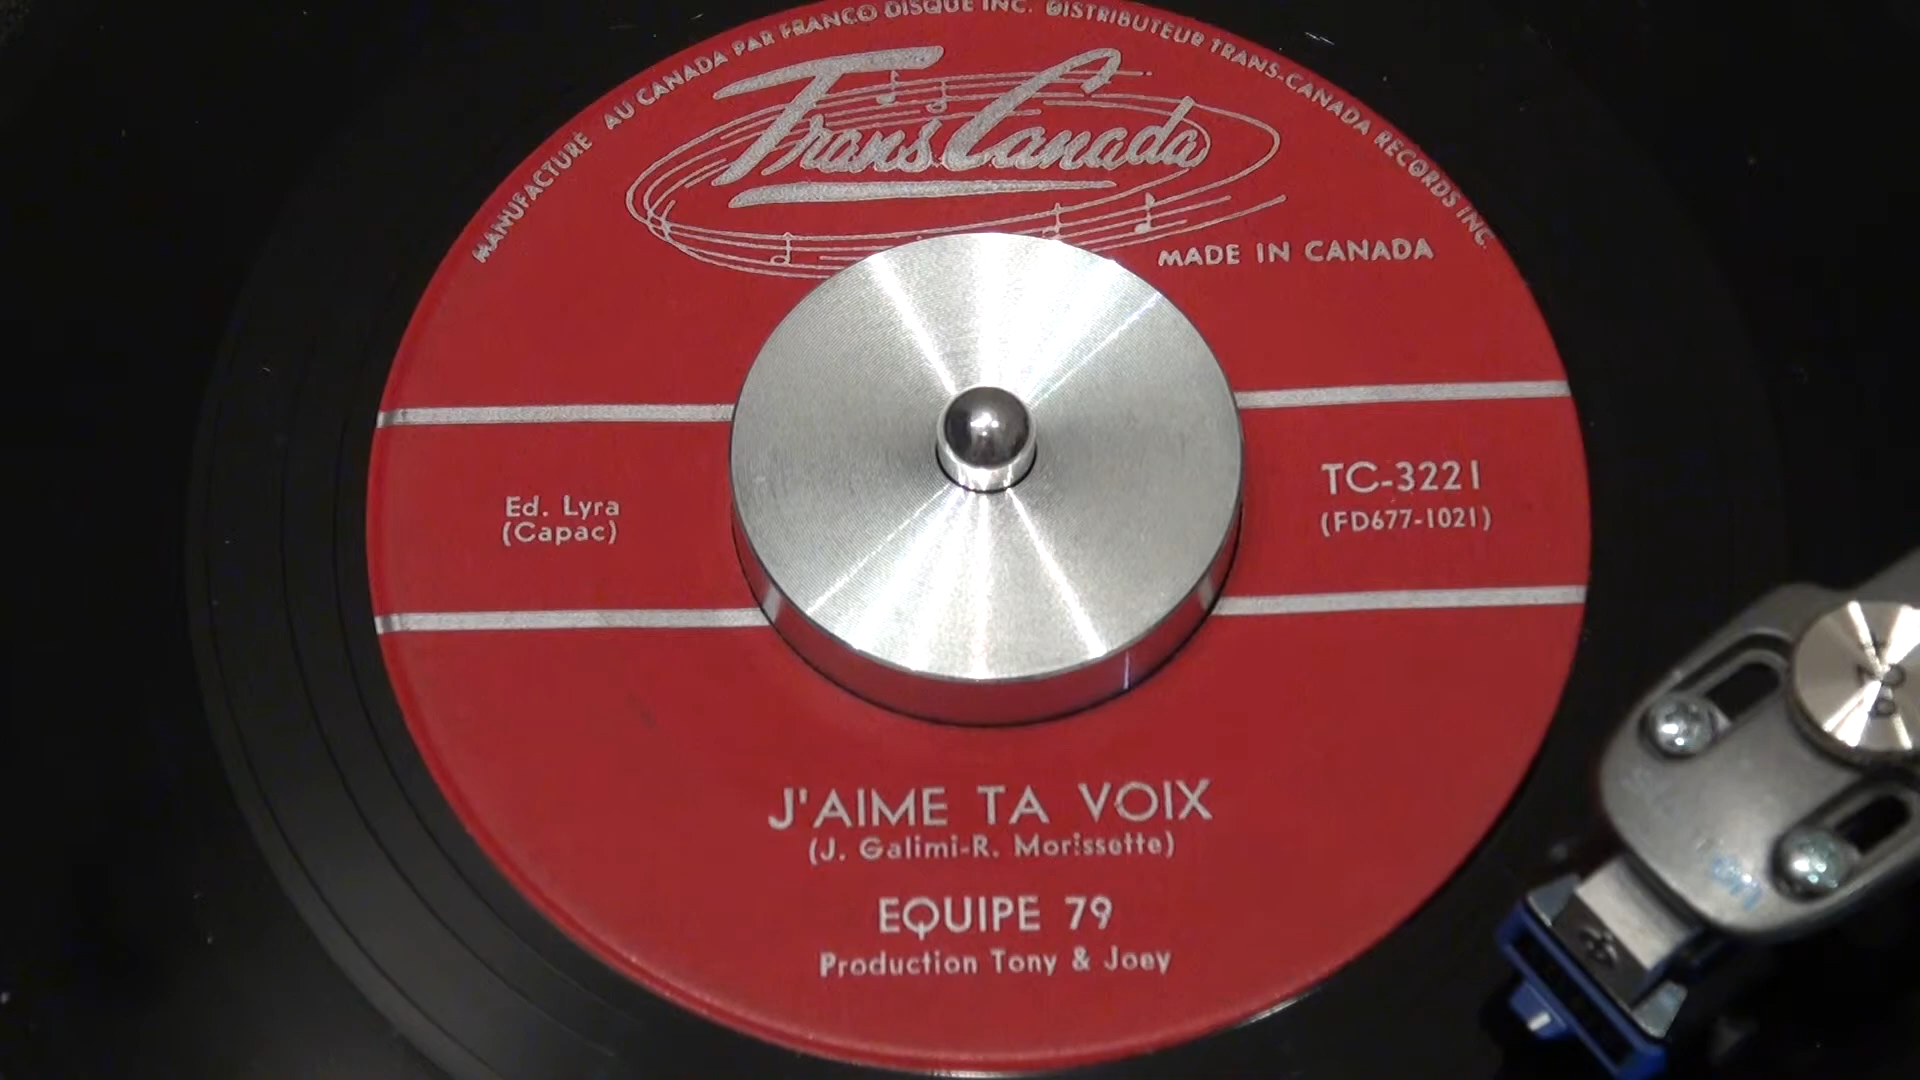 MANUFACTURÉ AU CANADA PAR FRANCO DISQUE INC. DISTRIBUTEUR TRANS-CANADA RECORDS INC.
Trans Canada
MADE IN CANADA
Ed. Lyra
(Capac)
TC-3221
(FD677-1021)
J'AIME TA VOIX
(J. Galimi-R. Morissette)
EQUIPE 79
Production Tony & Joey